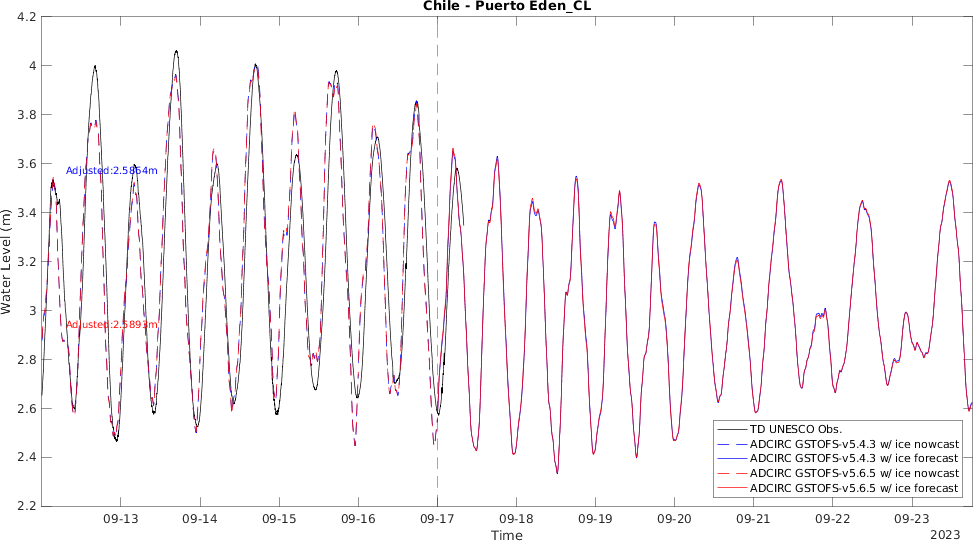 Chile - Puerto Eden_CL
4.2
4
3.8
3.6
3.4
3.2
3
2.8
2.6
2.4
2.2
Water Level (m)
Adjusted:2.5864m
Adjusted:2.5893m
TD UNESCO Obs.
ADCIRC GSTOFS-v5.4.3 w/ ice nowcast
ADCIRC GSTOFS-v5.4.3 w/ ice forecast
ADCIRC GSTOFS-v5.6.5 w/ ice nowcast
ADCIRC GSTOFS-v5.6.5 w/ ice forecast
09-13 09-14 09-15 09-16 09-17 09-18 09-19 09-20 09-21 09-22 09-23
Time
2023